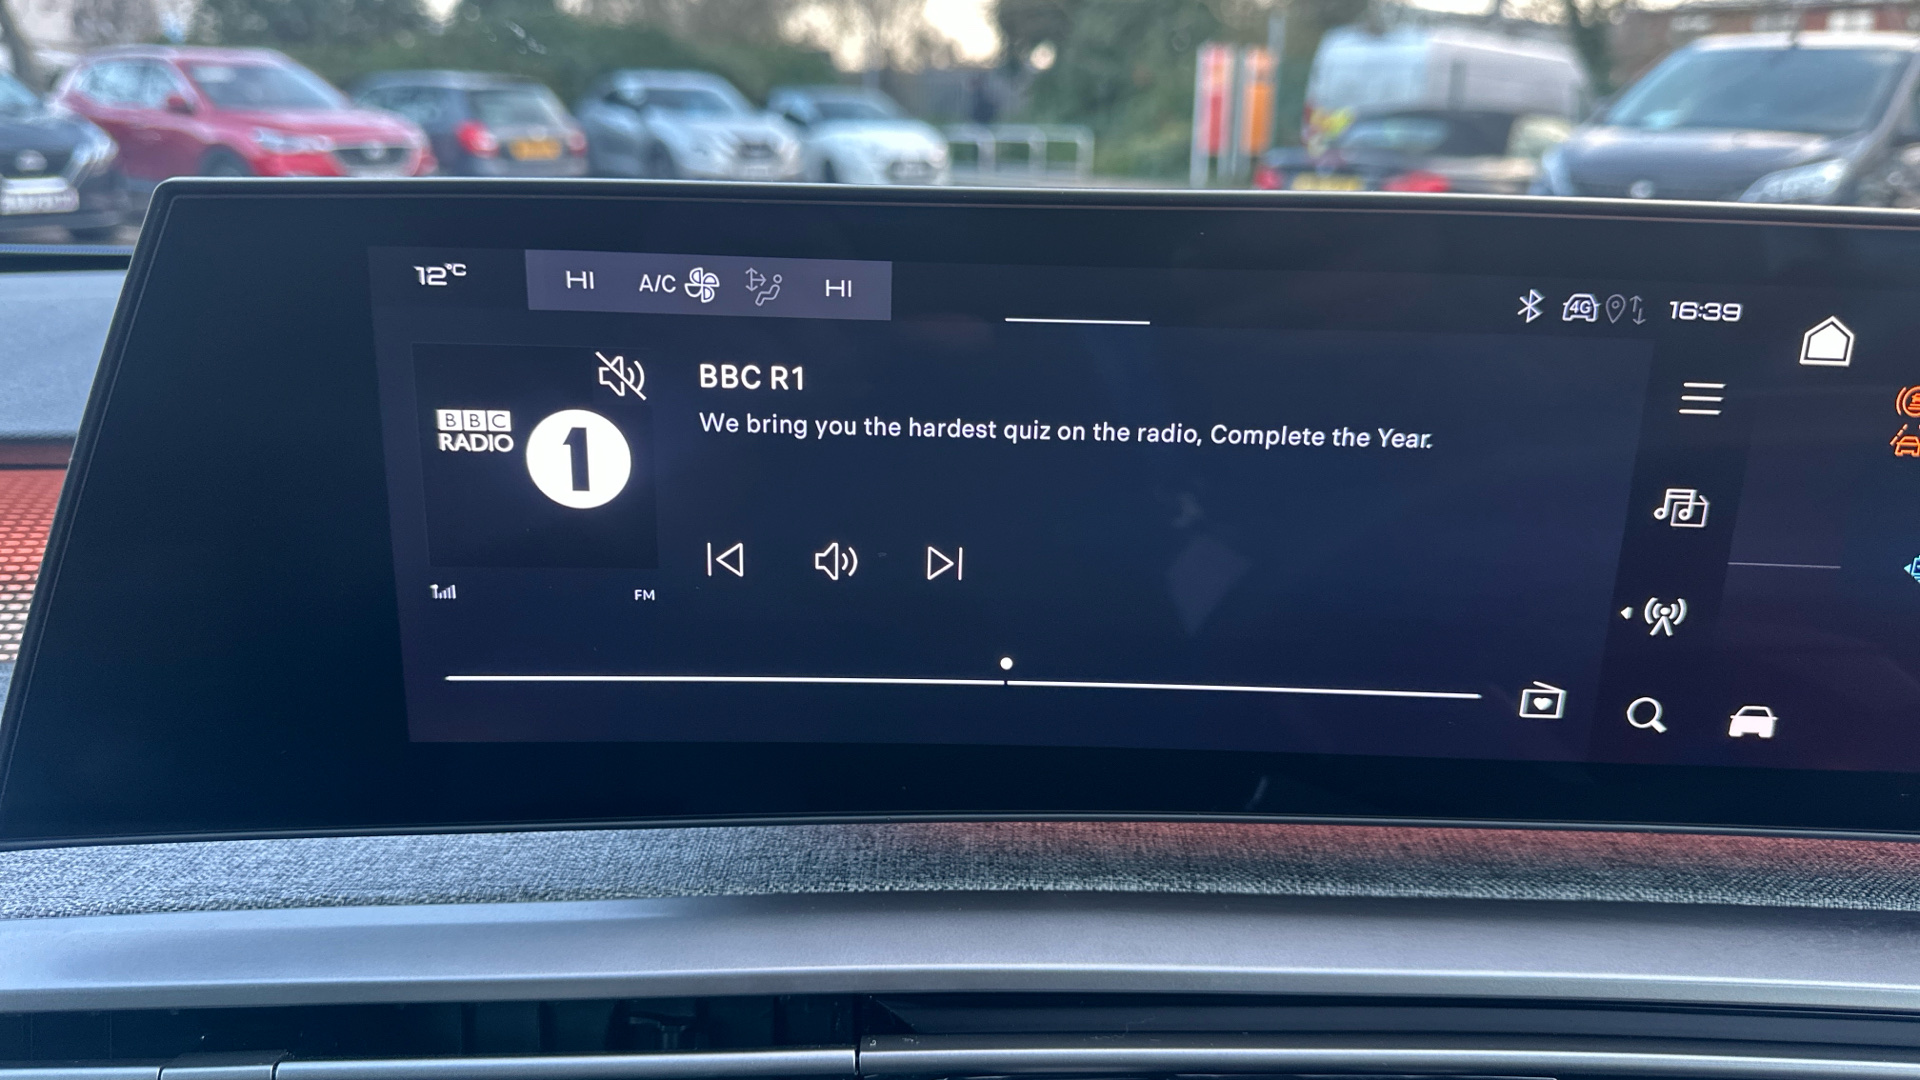 12°C
HI A/C HI
4G 16:39
BBC R1
We bring you the hardest quiz on the radio, Complete the Year.
BBC
RADIO 1
FM